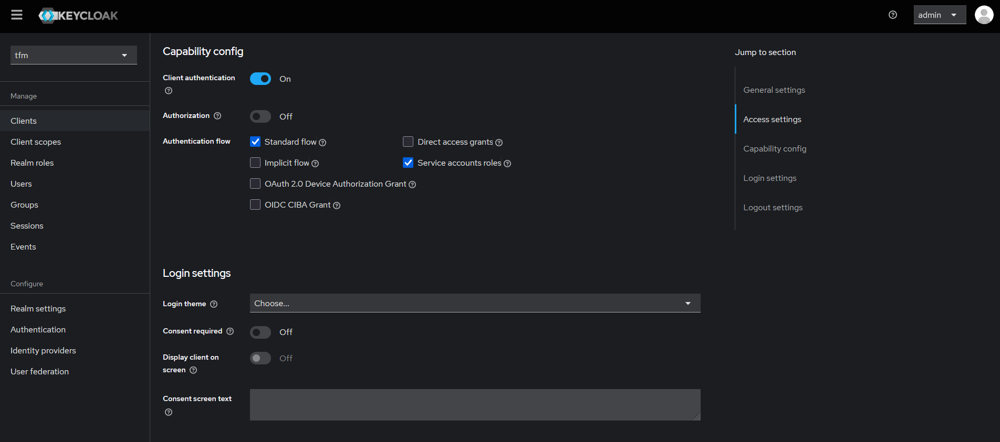 KEYCLOAK
admin
tfm
Manage
Clients
Client scopes
Realm roles
Users
Groups
Sessions
Events
Configure
Realm settings
Authentication
Identity providers
User federation
Capability config
Client authentication
On
Authorization
Off
Authentication flow
Standard flow
Direct access grants
Implicit flow
Service accounts roles
OAuth 2.0 Device Authorization Grant
OIDC CIBA Grant
Login settings
Login theme
Choose...
Consent required
Off
Display client on
screen
Off
Consent screen text
Jump to section
General settings
Access settings
Capability config
Login settings
Logout settings